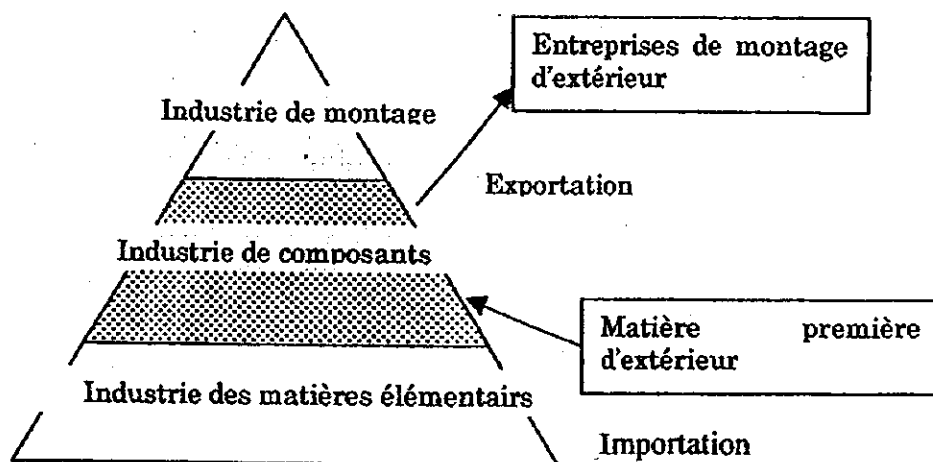 Entreprises de montage
d'extérieur
Industrie de montage
Exportation
Industrie de composants
Matière première
d'extérieur
Industrie des matières élémentairs
Importation